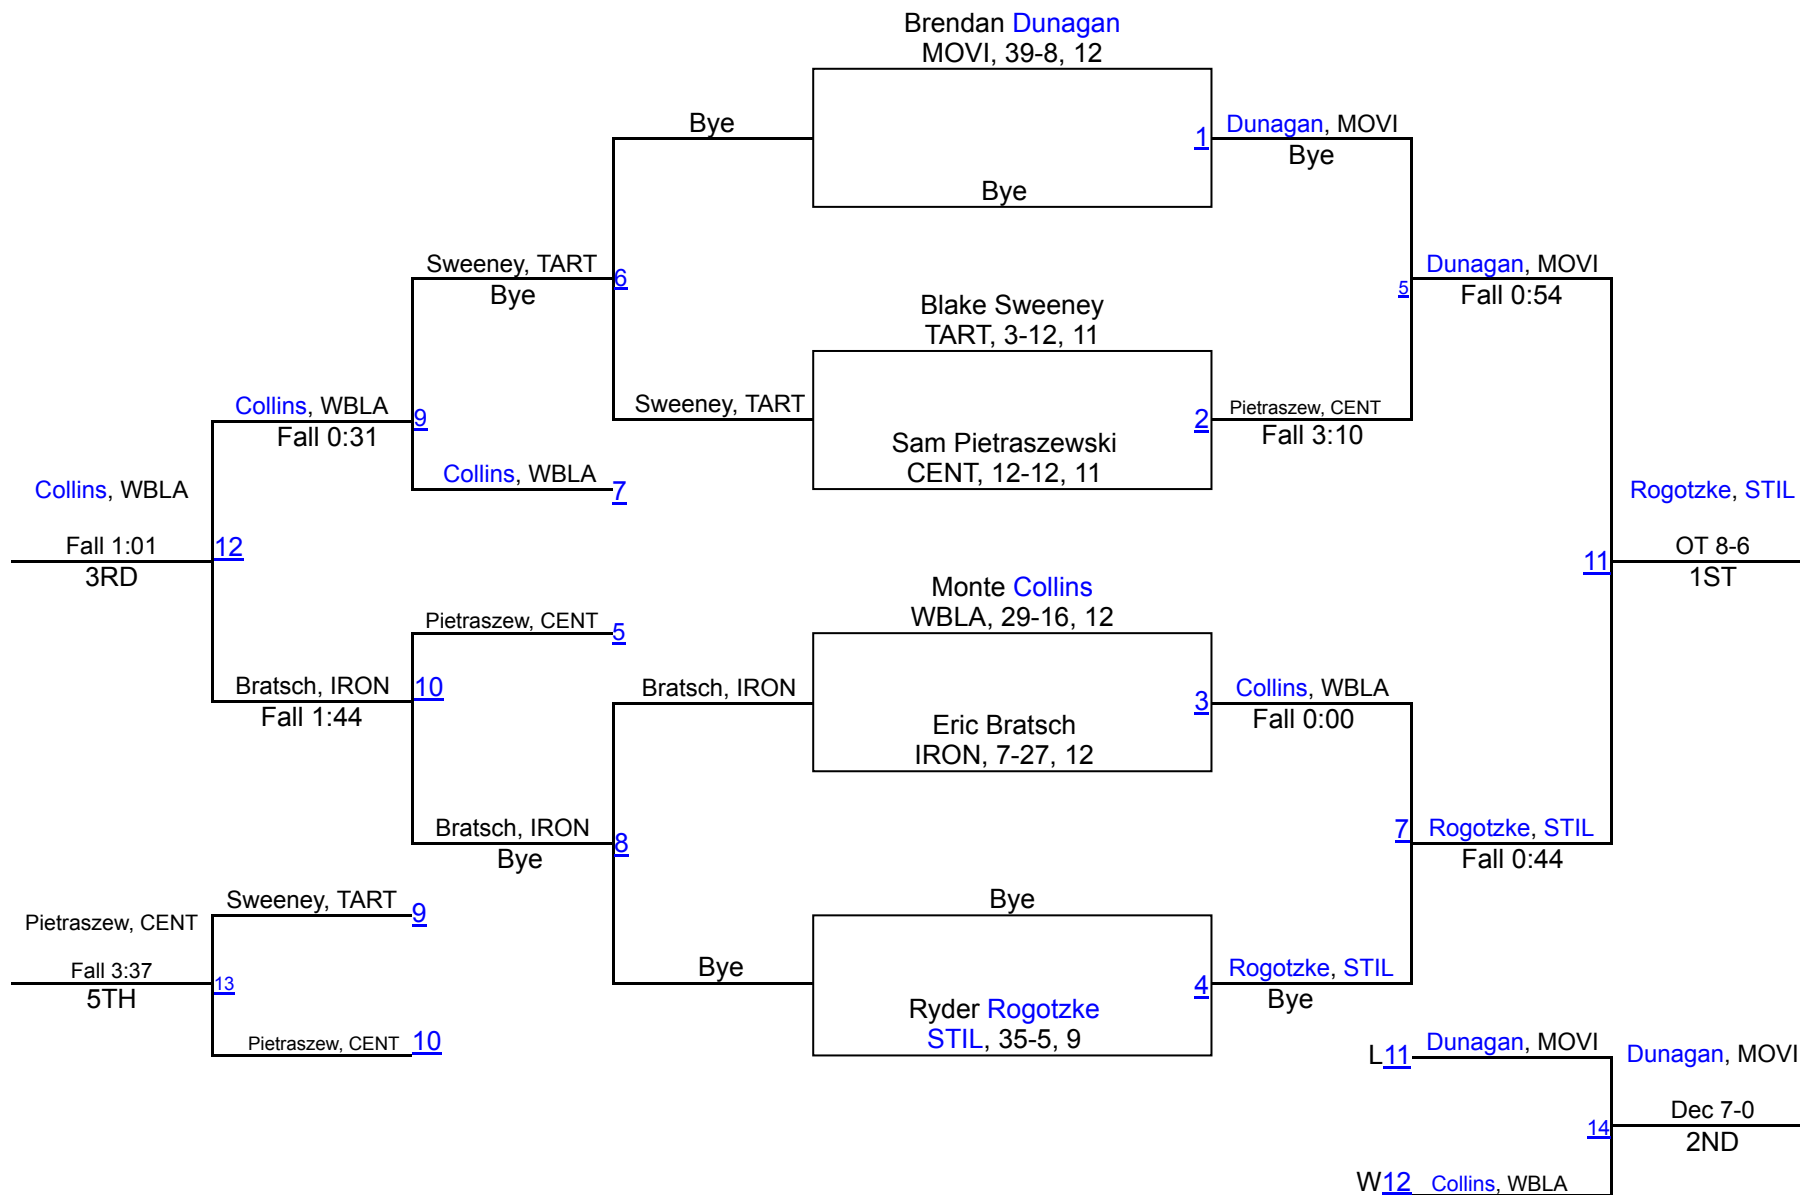 Brendan Dunagan
MOVI, 39-8, 12
Bye
1
Dunagan, MOVI
Bye
Bye
Sweeney, TART
Bye
6
5
Dunagan, MOVI
Fall 0:54
Blake Sweeney
TART, 3-12, 11
Collins, WBLA
Fall 0:31
9
Sweeney, TART
2
Pietraszew, CENT
Fall 3:10
Sam Pietraszewski
CENT, 12-12, 11
Collins, WBLA
7
Collins, WBLA
Fall 1:01
3RD
12
Rogotzke, STIL
11
OT 8-6
1ST
Monte Collins
WBLA, 29-16, 12
Pietraszew, CENT
5
Bratsch, IRON
Fall 1:44
10
Bratsch, IRON
3
Collins, WBLA
Fall 0:00
Eric Bratsch
IRON, 7-27, 12
Bratsch, IRON
Bye
8
7
Rogotzke, STIL
Fall 0:44
Sweeney, TART
9
Pietraszew, CENT
Fall 3:37
5TH
13
Pietraszew, CENT
10
Bye
Bye
4
Rogotzke, STIL
Bye
Ryder Rogotzke
STIL, 35-5, 9
L11
Dunagan, MOVI
Dunagan, MOVI
14
Dec 7-0
2ND
W12
Collins, WBLA